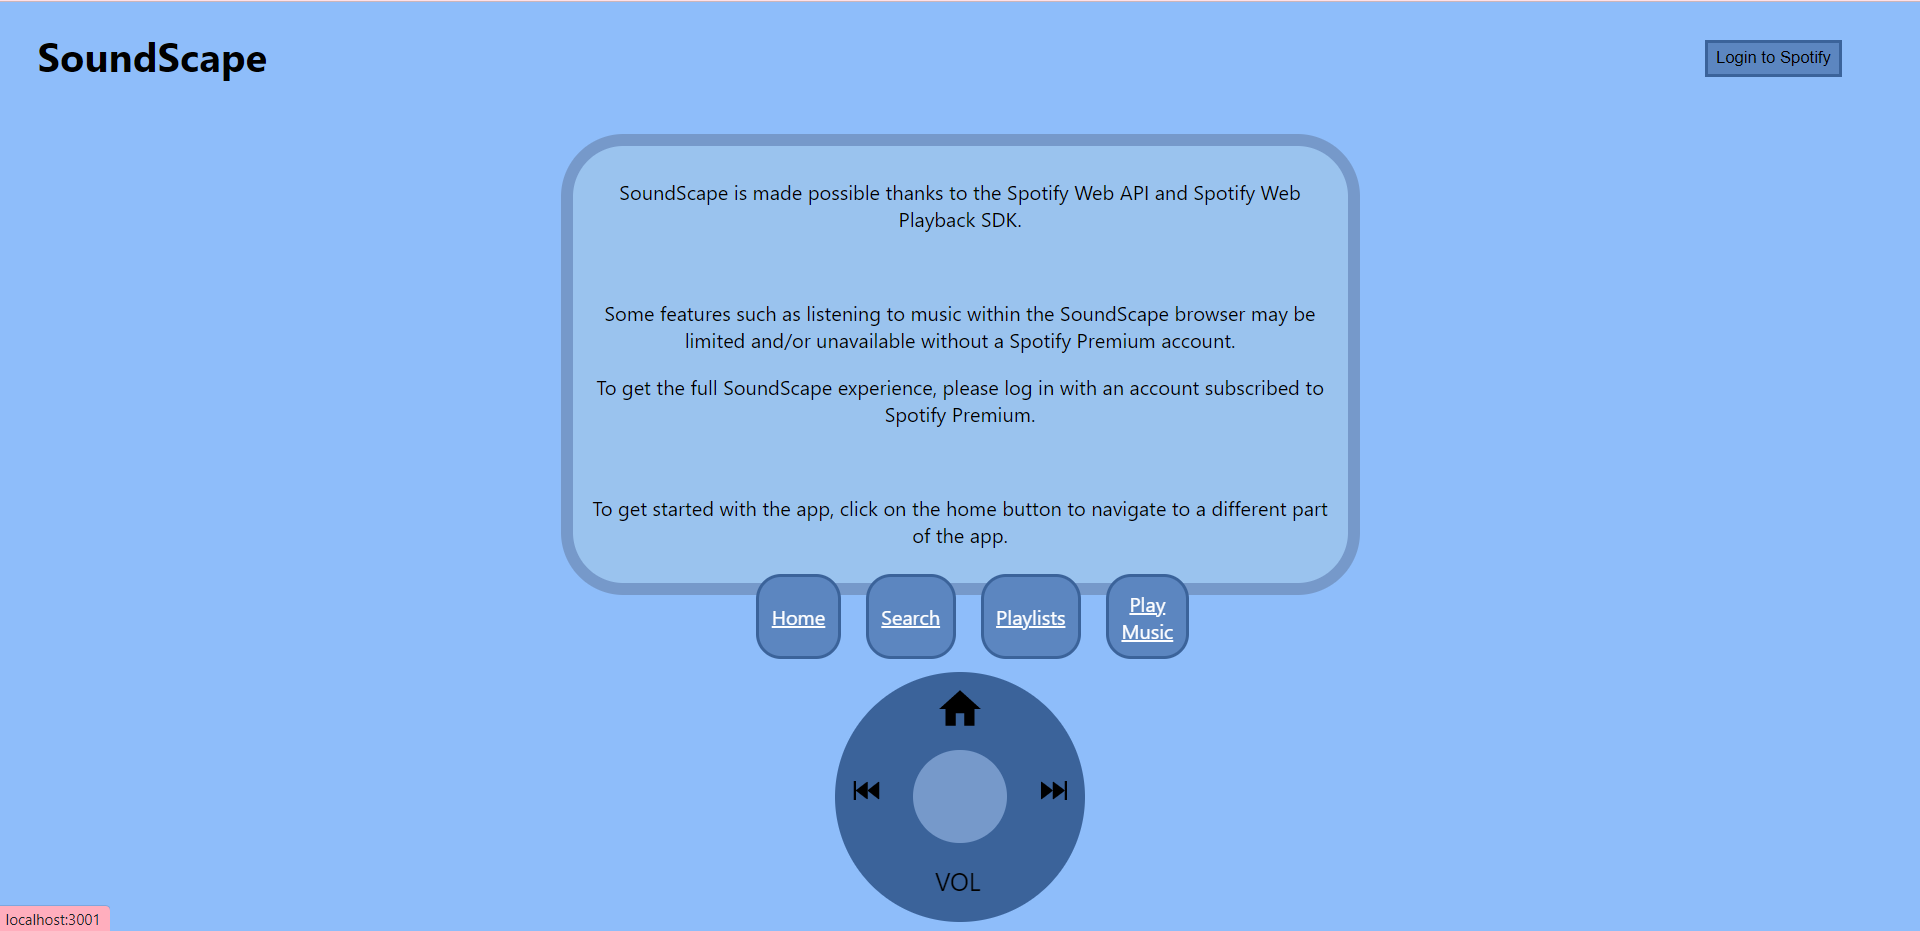 SoundScape
Login to Spotify
SoundScape is made possible thanks to the Spotify Web API and Spotify Web
Playback SDK.
Some features such as listening to music within the SoundScape browser may be
limited and/or unavailable without a Spotify Premium account.
To get the full SoundScape experience, please log in with an account subscribed to
Spotify Premium.
To get started with the app, click on the home button to navigate to a different part
of the app.
Home
Search
Playlists
Play
Music
VOL
localhost:3001